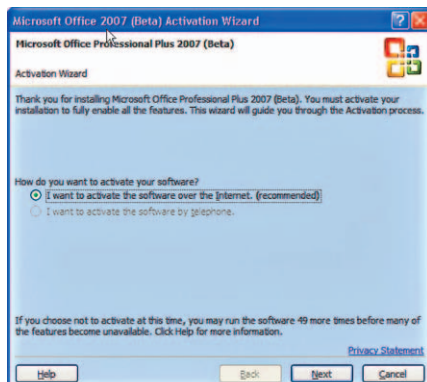 Microsoft Office 2007 (Beta) Activation Wizard
Microsoft Office Professional Plus 2007 (Beta)
Activation Wizard
Thank you for installing Microsoft Office Professional Plus 2007 (Beta). You must activate your
installation to fully enable all the features. This wizard will guide you through the Activation process.
How do you want to activate your software?
I want to activate the software over the Internet. (recommended)
I want to activate the software by telephone.
If you choose not to activate at this time, you may run the software 49 more times before many of
the features become unavailable. Click Help for more information.
Privacy Statement
Help Back Next Cancel